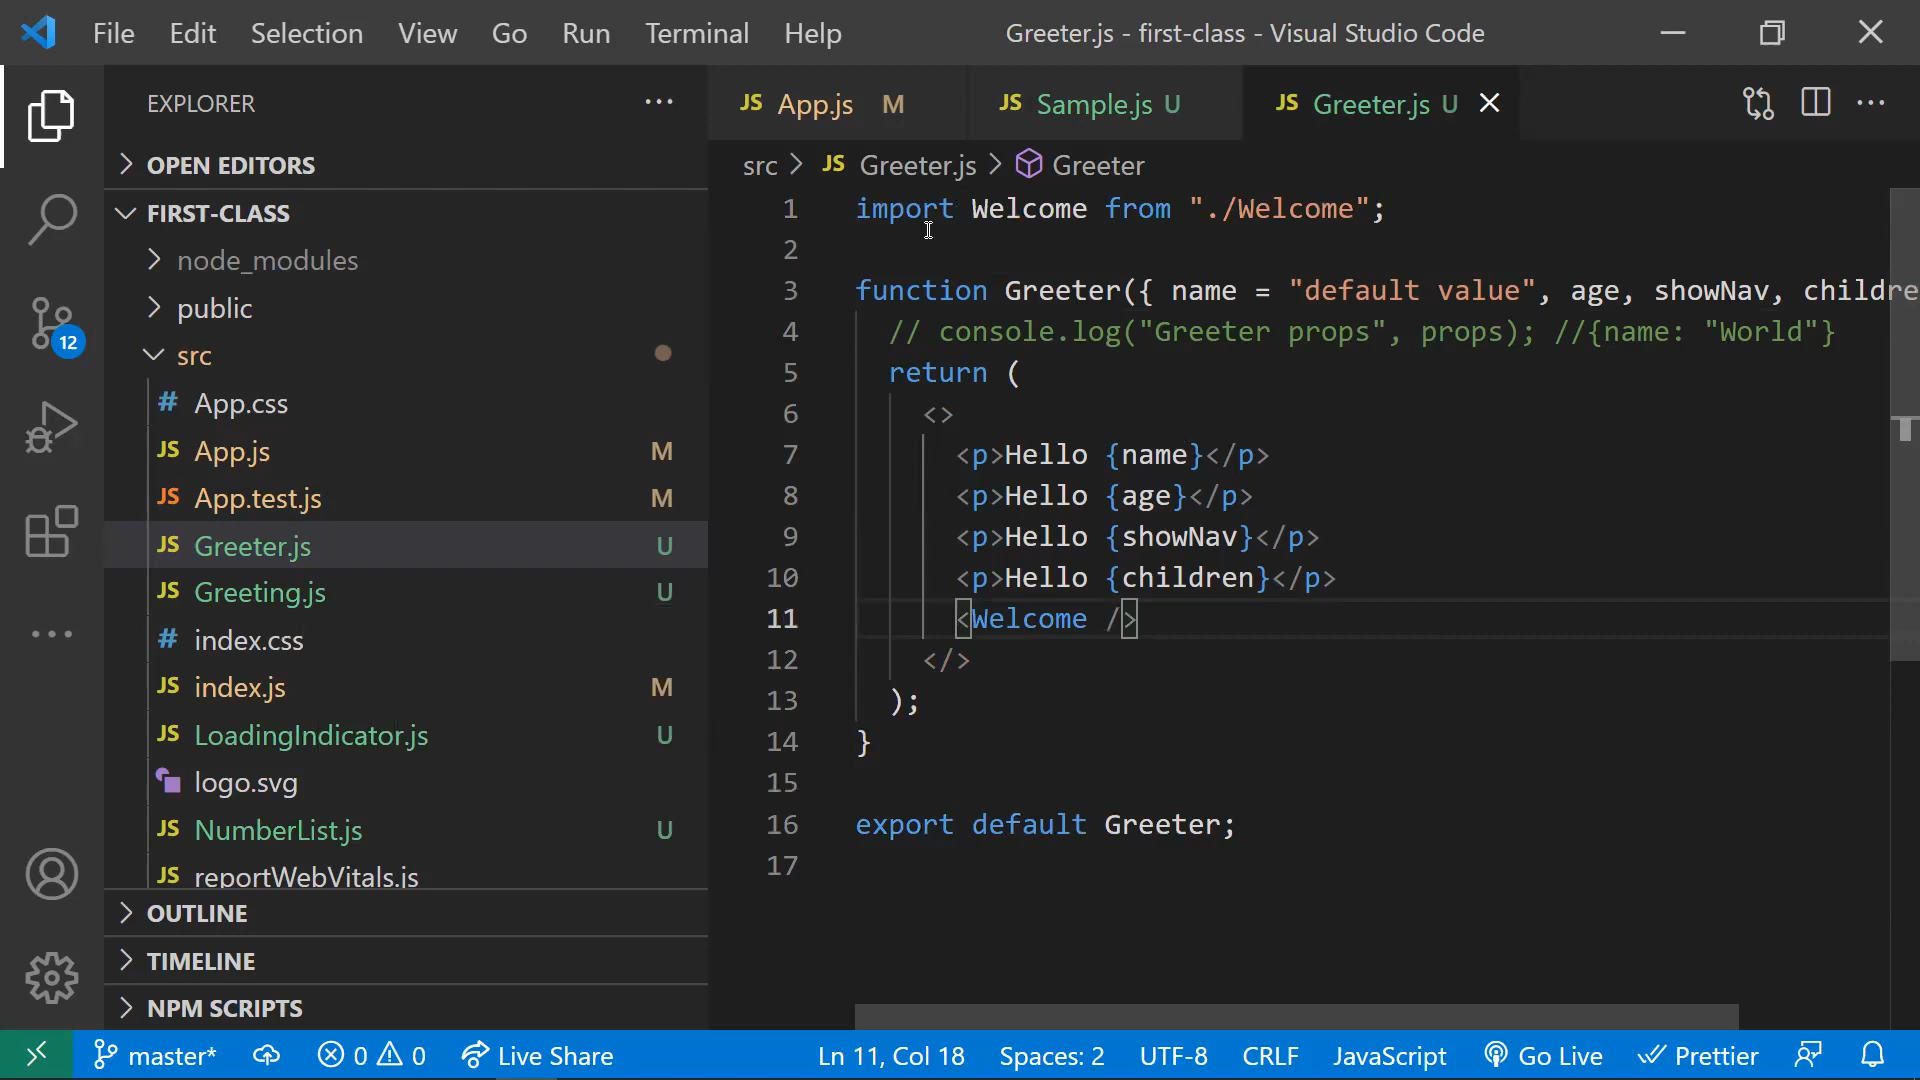 File Edit Selection View Go Run Terminal Help Greeter.js - first-class - Visual Studio Code
EXPLORER ...
JS App.js M JS Sample.js U JS Greeter.js U
OPEN EDITORS
src > JS Greeter.js > Greeter
FIRST-CLASS
node_modules
public
src
# App.css
JS App.js M
JS App.test.js M
JS Greeter.js U
JS Greeting.js U
# index.css
JS index.js M
JS LoadingIndicator.js U
logo.svg
JS NumberList.js U
JS reportWebVitals.js
OUTLINE
TIMELINE
NPM SCRIPTS
12
1 import Welcome from "./Welcome";
2
3 function Greeter({ name = "default value", age, showNav, childre
4 // console.log("Greeter props", props); //{name: "World"}
5 return (
6 <>
7 <p>Hello {name}</p>
8 <p>Hello {age}</p>
9 <p>Hello {showNav}</p>
10 <p>Hello {children}</p>
11 <Welcome />
12 </>
13 );
14 }
15
16 export default Greeter;
17
master* 0 0 Live Share Ln 11, Col 18 Spaces: 2 UTF-8 CRLF JavaScript Go Live Prettier